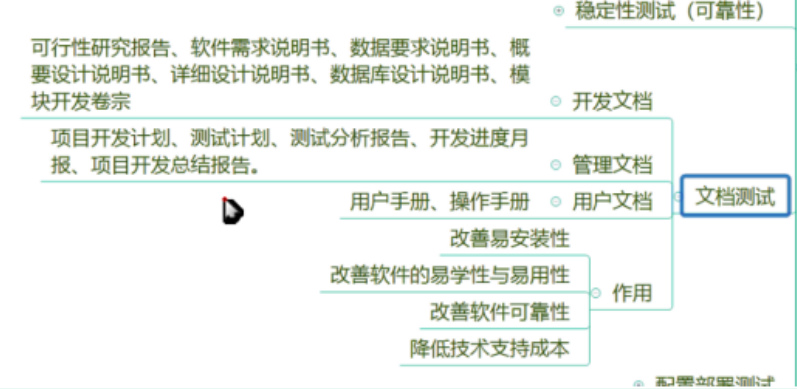 稳定性测试（可靠性）
可行性研究报告、软件需求说明书、数据要求说明书、概
要设计说明书、详细设计说明书、数据库设计说明书、模
块开发卷宗
开发文档
项目开发计划、测试计划、测试分析报告、开发进度月
报、项目开发总结报告。
管理文档
用户手册、操作手册
用户文档
文档测试
改善易安装性
改善软件的易学性与易用性
作用
改善软件可靠性
降低技术支持成本
配置部署测试